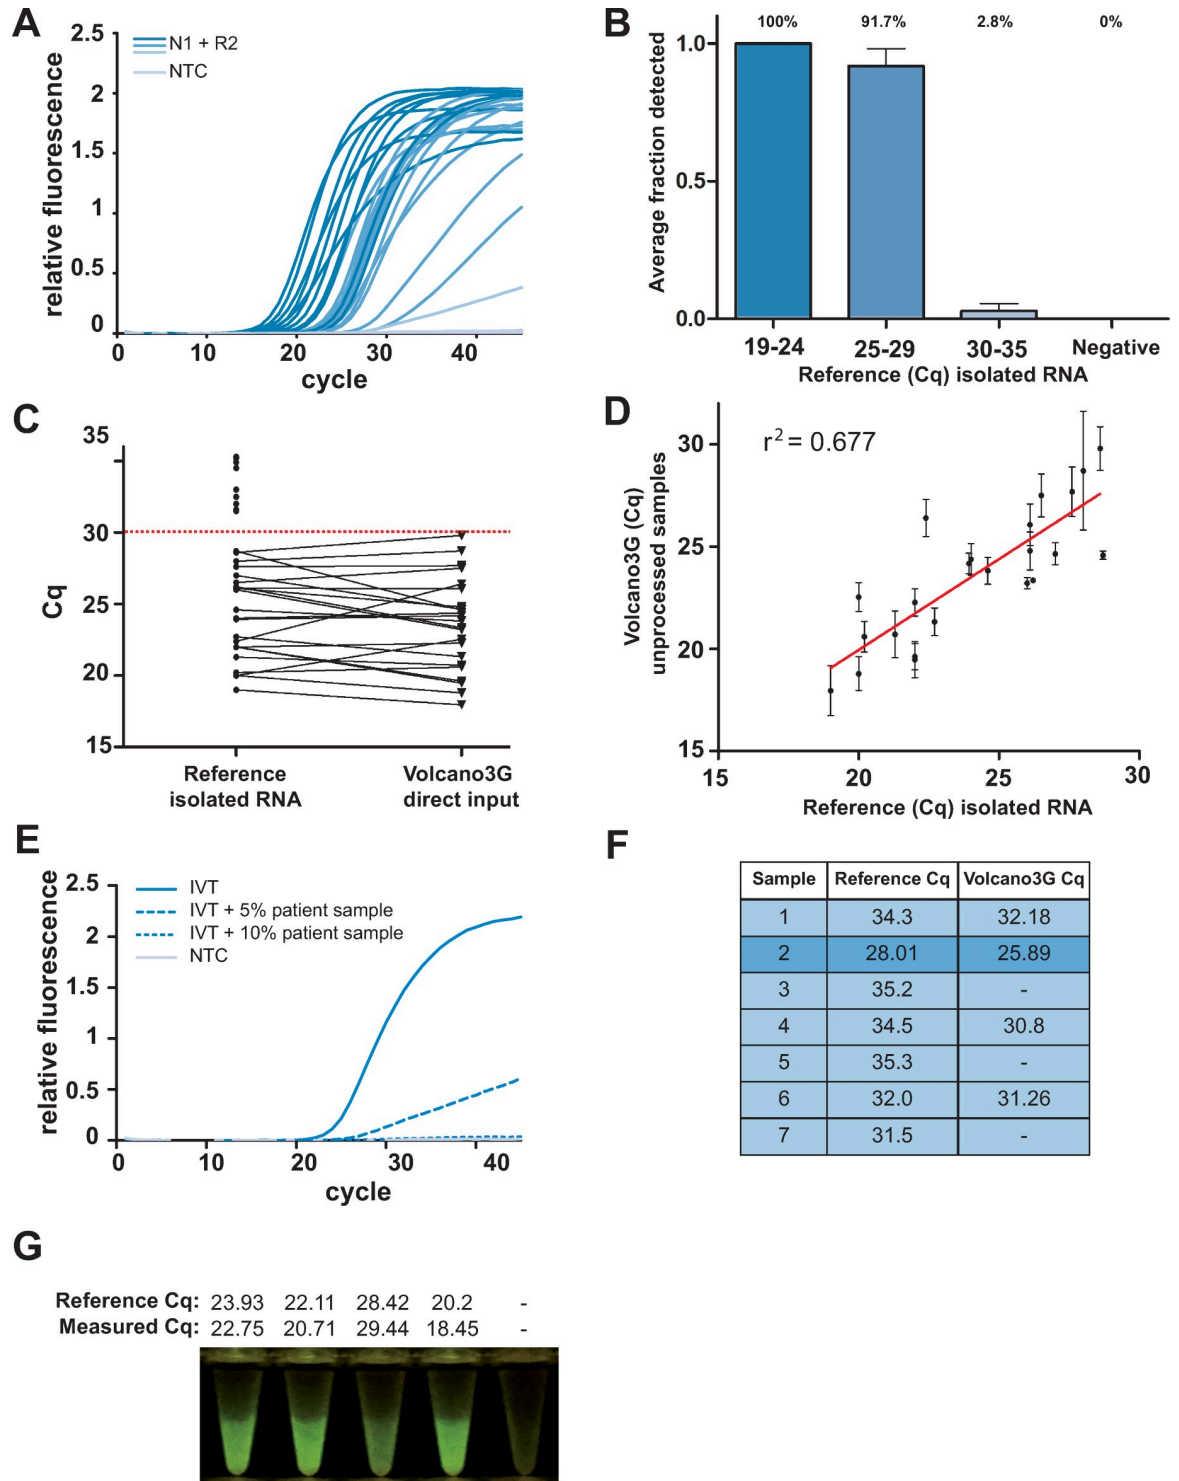 A
2.5
2
1.5
1
0.5
0
relative fluorescence
N1 + R2
NTC
0 10 20 30 40
cycle
B
100% 91.7% 2.8% 0%
1.0
0.5
0.0
Average fraction detected
19-24 25-29 30-35 Negative
Reference (Cq) isolated RNA
C
35
30
25
20
15
Cq
Reference
isolated RNA
Volcano3G
direct input
D
r² = 0.677
30
25
20
15
Volcano3G (Cq)
unprocessed samples
15 20 25 30
Reference (Cq) isolated RNA
E
2.5
2
1.5
1
0.5
0
relative fluorescence
IVT
IVT + 5% patient sample
IVT + 10% patient sample
NTC
0 10 20 30 40
cycle
F
Sample Reference Cq Volcano3G Cq
1 34.3 32.18
2 28.01 25.89
3 35.2 -
4 34.5 30.8
5 35.3 -
6 32.0 31.26
7 31.5 -
G
Reference Cq: 23.93 22.11 28.42 20.2 -
Measured Cq: 22.75 20.71 29.44 18.45 -